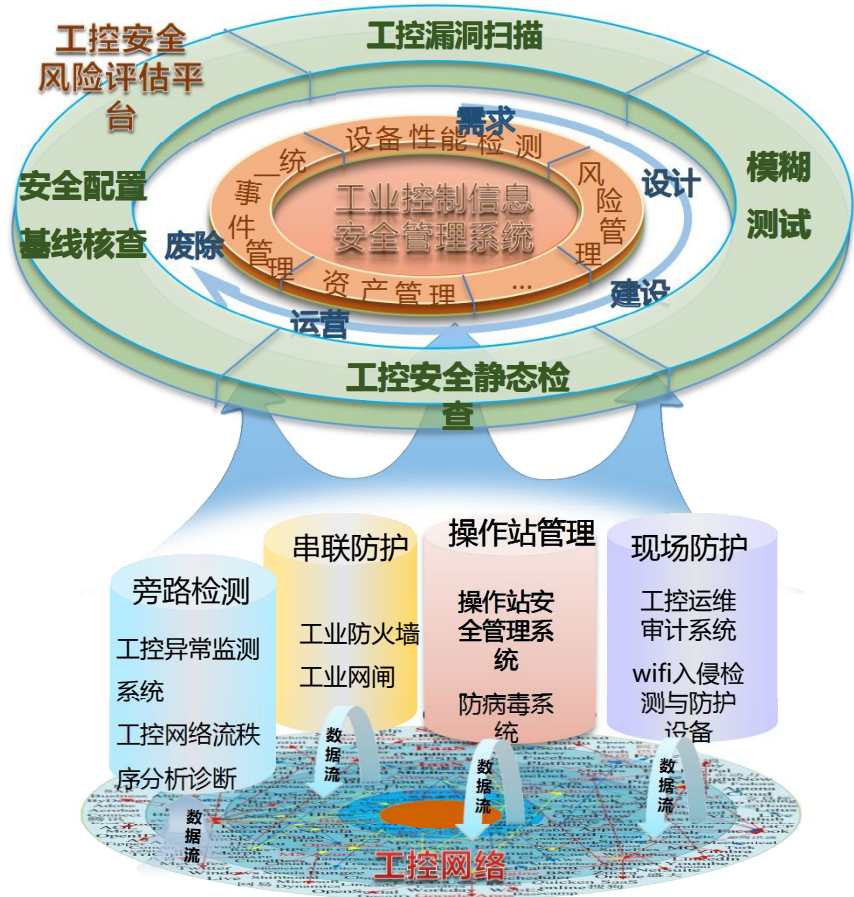 工控安全
风险评估平
台
工控漏洞扫描
模糊
测试
安全配置
基线核查
工控安全静态检
查
需求
设计
建设
运营
废除
设备性能检测
风险管理
...
资产管理
统一事件管理
工业控制信息
安全管理系统
旁路检测
工控异常监测
系统
工控网络流秩
序分析诊断
串联防护
工业防火墙
工业网闸
操作站管理
操作站安
全管理系
统
防病毒系
统
现场防护
工控运维
审计系统
wifi入侵检
测与防护
设备
数据流
数据流
数据流
数据流
工控网络